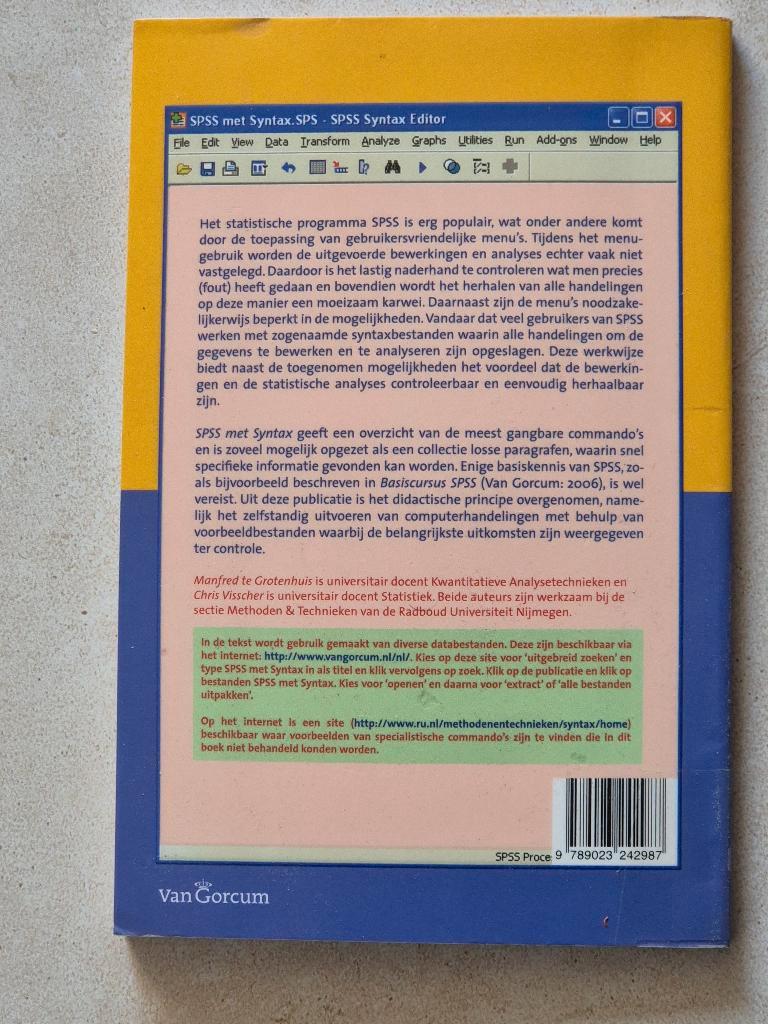 SPSS met Syntax.SPS - SPSS Syntax Editor
File Edit View Data Transform Analyze Graphs Utilities Run Add-ons Window Help
Het statistische programma SPSS is erg populair, wat onder andere komt
door de toepassing van gebruikersvriendelijke menu's. Tijdens het menu-
gebruik worden de uitgevoerde bewerkingen en analyses echter vaak niet
vastgelegd. Daardoor is het lastig naderhand te controleren wat men precies
(fout) heeft gedaan en bovendien wordt het herhalen van alle handelingen
op deze manier een moeizaam karwei. Daarnaast zijn de menu's noodzake-
lijkerwijs beperkt in de mogelijkheden. Vandaar dat veel gebruikers van SPSS
werken met zogenaamde syntaxbestanden waarin alle handelingen om de
gegevens te bewerken en te analyseren zijn opgeslagen. Deze werkwijze
biedt naast de toegenomen mogelijkheden het voordeel dat de bewerkin-
gen en de statistische analyses controleerbaar en eenvoudig herhaalbaar
zijn.
SPSS met Syntax geeft een overzicht van de meest gangbare commando's
en is zoveel mogelijk opgezet als een collectie losse paragrafen, waarin snel
specifieke informatie gevonden kan worden. Enige basiskennis van SPSS, zo-
als bijvoorbeeld beschreven in Basiscursus SPSS (Van Gorcum: 2006), is wel
vereist. Uit deze publicatie is het didactische principe overgenomen, name-
lijk het zelfstandig uitvoeren van computerhandelingen met behulp van
voorbeeldbestanden waarbij de belangrijkste uitkomsten zijn weergegeven
ter controle.
Manfred te Grotenhuis is universitair docent Kwantitatieve Analysetechnieken en
Chris Visscher is universitair docent Statistiek. Beide auteurs zijn werkzaam bij de
sectie Methoden & Technieken van de Radboud Universiteit Nijmegen.
In de tekst wordt gebruik gemaakt van diverse databestanden. Deze zijn beschikbaar via
het internet: http://www.vangorcum.nl/nl/. Kies op deze site voor 'uitgebreid zoeken' en
type SPSS met Syntax in als titel en klik vervolgens op zoek. Klik op de publicatie en klik op
bestanden SPSS met Syntax. Kies voor 'openen' en daarna voor 'extract' of 'alle bestanden
uitpakken'.
Op het internet is een site (http://www.ru.nl/methodenentechnieken/syntax/home)
beschikbaar waar voorbeelden van specialistische commando's zijn te vinden die in dit
boek niet behandeld konden worden.
SPSS Proce
9 789023 242987
Van Gorcum